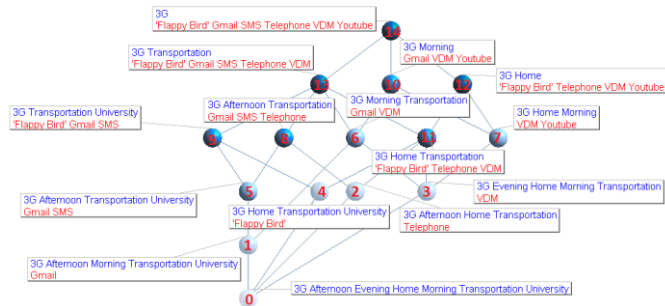 3G
'Flappy Bird' Gmail SMS Telephone VDM Youtube
14
3G Transportation
'Flappy Bird' Gmail SMS Telephone VDM
3G Morning
Gmail VDM Youtube
13
10
12
3G Home
'Flappy Bird' Telephone VDM Youtube
3G Transportation University
'Flappy Bird' Gmail SMS
3G Afternoon Transportation
Gmail SMS Telephone
3G Morning Transportation
Gmail VDM
3G Home Morning
VDM Youtube
9
8
6
11
7
3G Home Transportation
'Flappy Bird' Telephone VDM
5
4
2
3
3G Afternoon Transportation University
Gmail SMS
3G Home Transportation University
'Flappy Bird'
3G Afternoon Home Transportation
Telephone
3G Evening Home Morning Transportation
VDM
1
3G Afternoon Morning Transportation University
Gmail
0
3G Afternoon Evening Home Morning Transportation University